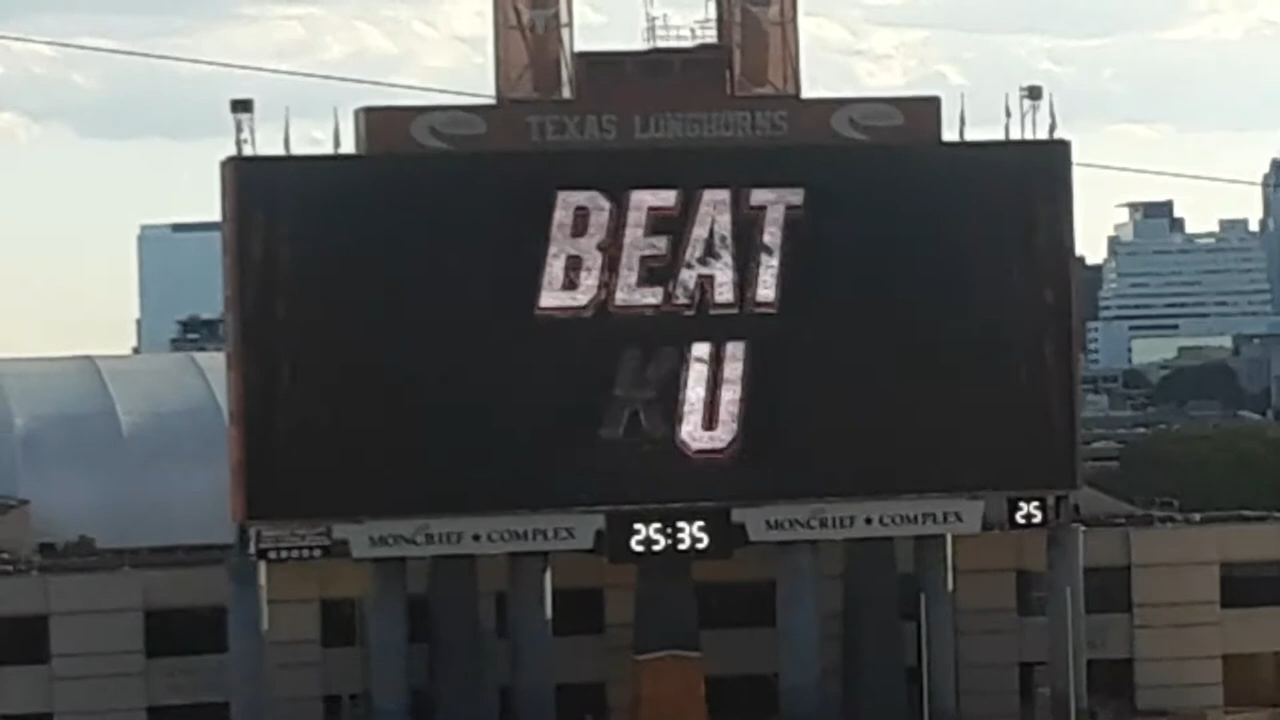 TEXAS LONGHORNS
BEAT
KU
MONCRIEF ★ COMPLEX
25:35
MONCRIEF ★ COMPLEX
25